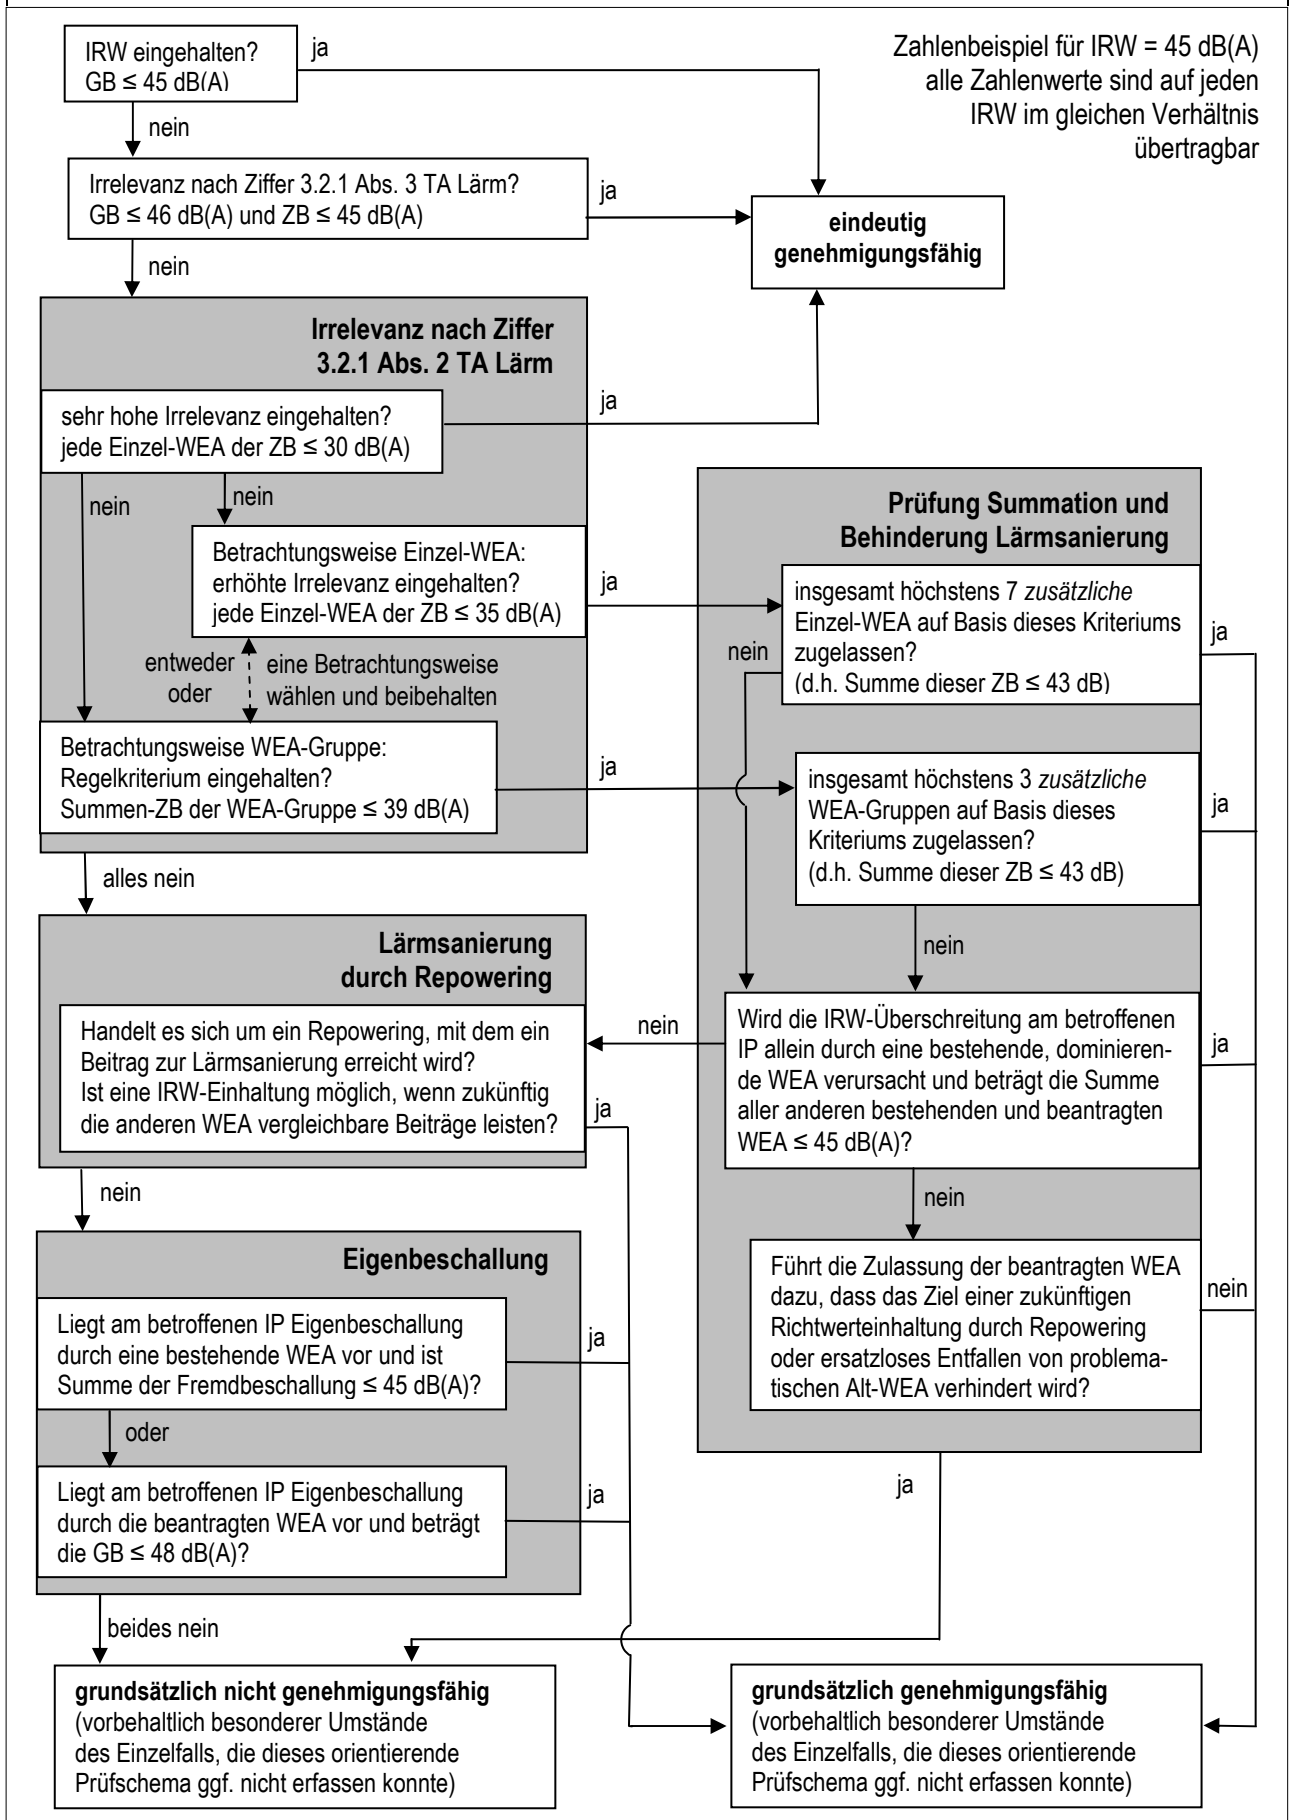 IRW eingehalten?
GB ≤ 45 dB(A)
ja
Zahlenbeispiel für IRW = 45 dB(A)
alle Zahlenwerte sind auf jeden
IRW im gleichen Verhältnis
übertragbar
nein
Irrelevanz nach Ziffer 3.2.1 Abs. 3 TA Lärm?
GB ≤ 46 dB(A) und ZB ≤ 45 dB(A)
ja
eindeutig
genehmigungsfähig
nein
Irrelevanz nach Ziffer
3.2.1 Abs. 2 TA Lärm
sehr hohe Irrelevanz eingehalten?
jede Einzel-WEA der ZB ≤ 30 dB(A)
ja
nein
nein
Betrachtungsweise Einzel-WEA:
erhöhte Irrelevanz eingehalten?
jede Einzel-WEA der ZB ≤ 35 dB(A)
ja
entweder
oder
eine Betrachtungsweise
wählen und beibehalten
Betrachtungsweise WEA-Gruppe:
Regelkriterium eingehalten?
Summen-ZB der WEA-Gruppe ≤ 39 dB(A)
ja
alles nein
Prüfung Summation und
Behinderung Lärmsanierung
insgesamt höchstens 7 zusätzliche
Einzel-WEA auf Basis dieses Kriteriums
zugelassen?
(d.h. Summe dieser ZB ≤ 43 dB)
ja
nein
insgesamt höchstens 3 zusätzliche
WEA-Gruppen auf Basis dieses
Kriteriums zugelassen?
(d.h. Summe dieser ZB ≤ 43 dB)
ja
nein
Wird die IRW-Überschreitung am betroffenen
IP allein durch eine bestehende, dominieren-
de WEA verursacht und beträgt die Summe
aller anderen bestehenden und beantragten
WEA ≤ 45 dB(A)?
ja
nein
nein
Führt die Zulassung der beantragten WEA
dazu, dass das Ziel einer zukünftigen
Richtwerteinhaltung durch Repowering
oder ersatzloses Entfallen von problema-
tischen Alt-WEA verhindert wird?
nein
ja
Lärmsanierung
durch Repowering
Handelt es sich um ein Repowering, mit dem ein
Beitrag zur Lärmsanierung erreicht wird?
Ist eine IRW-Einhaltung möglich, wenn zukünftig
die anderen WEA vergleichbare Beiträge leisten?
ja
nein
Eigenbeschallung
Liegt am betroffenen IP Eigenbeschallung
durch eine bestehende WEA vor und ist
Summe der Fremdbeschallung ≤ 45 dB(A)?
ja
oder
Liegt am betroffenen IP Eigenbeschallung
durch die beantragten WEA vor und beträgt
die GB ≤ 48 dB(A)?
ja
beides nein
grundsätzlich nicht genehmigungsfähig
(vorbehaltlich besonderer Umstände
des Einzelfalls, die dieses orientierende
Prüfschema ggf. nicht erfassen konnte)
grundsätzlich genehmigungsfähig
(vorbehaltlich besonderer Umstände
des Einzelfalls, die dieses orientierende
Prüfschema ggf. nicht erfassen konnte)